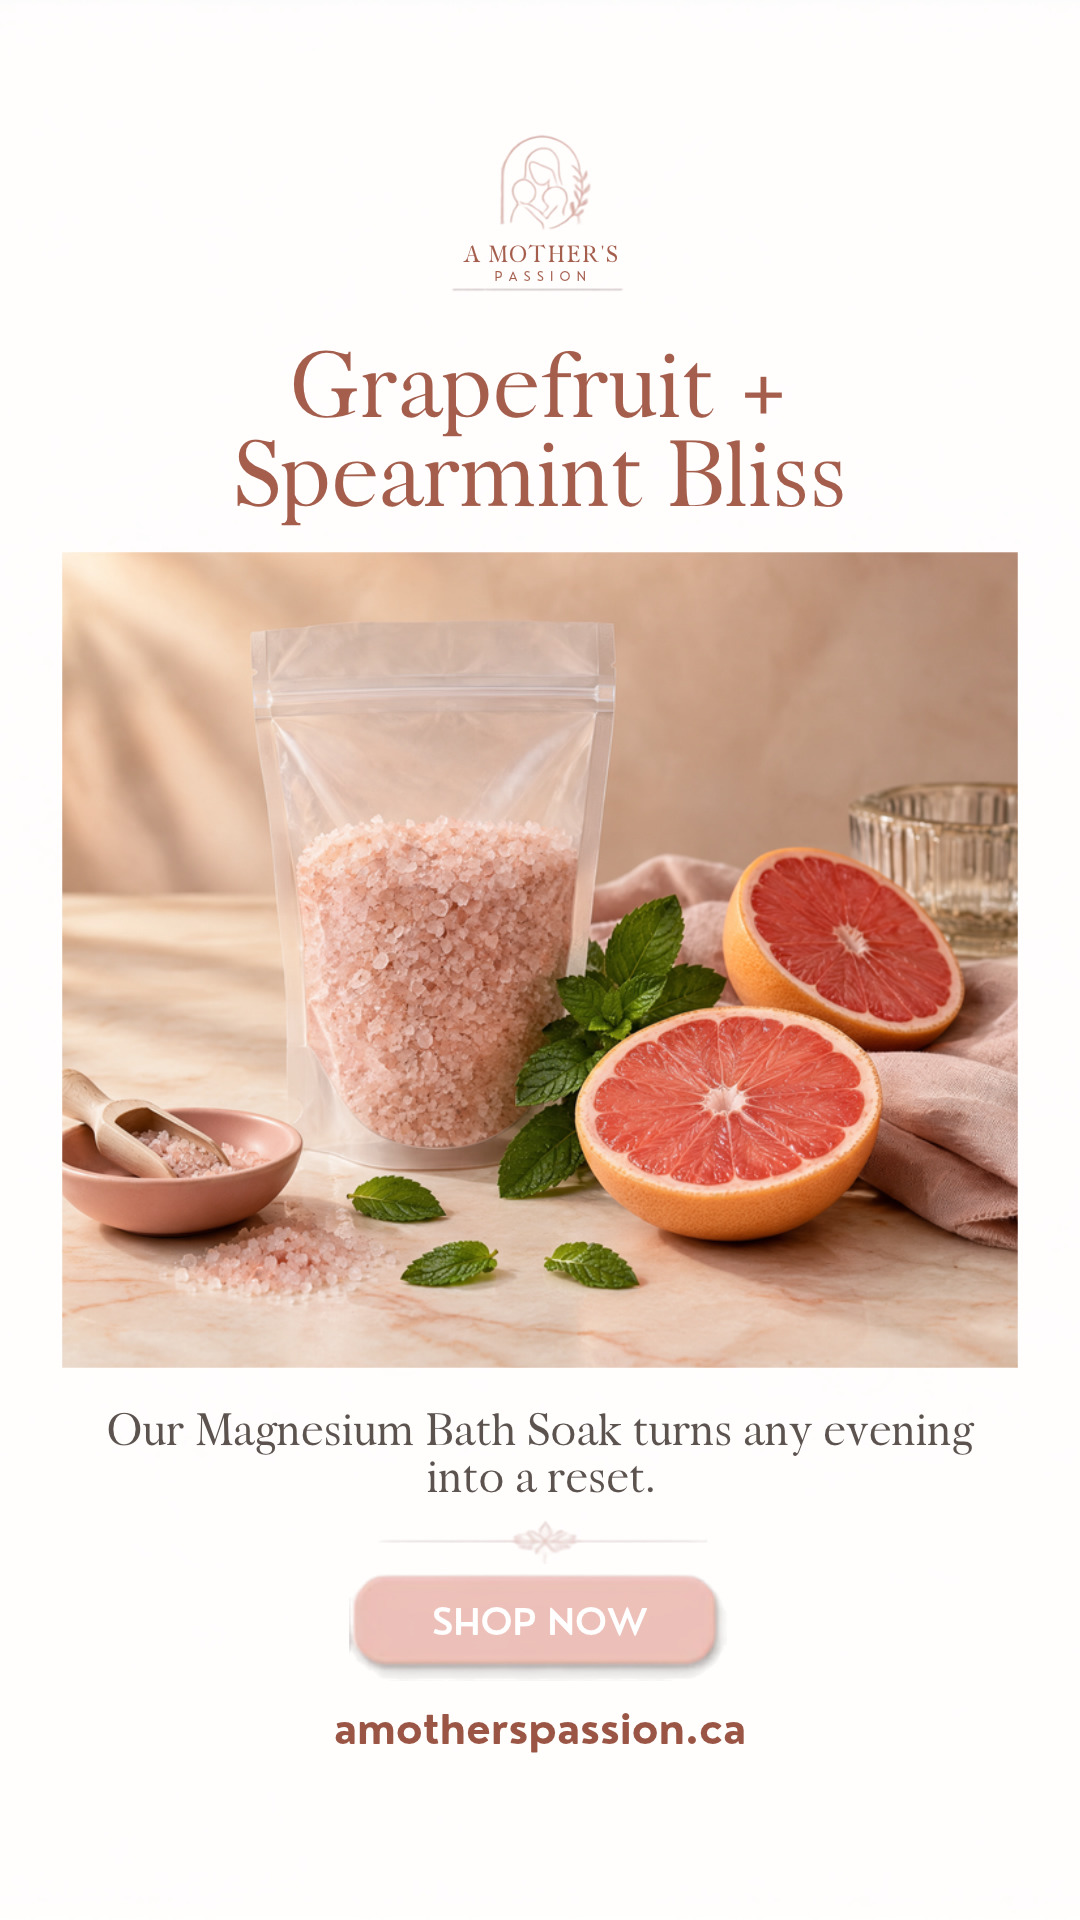 A MOTHER'S
PASSION
Grapefruit +
Spearmint Bliss
Our Magnesium Bath Soak turns any evening
into a reset.
SHOP NOW
amotherspassion.ca